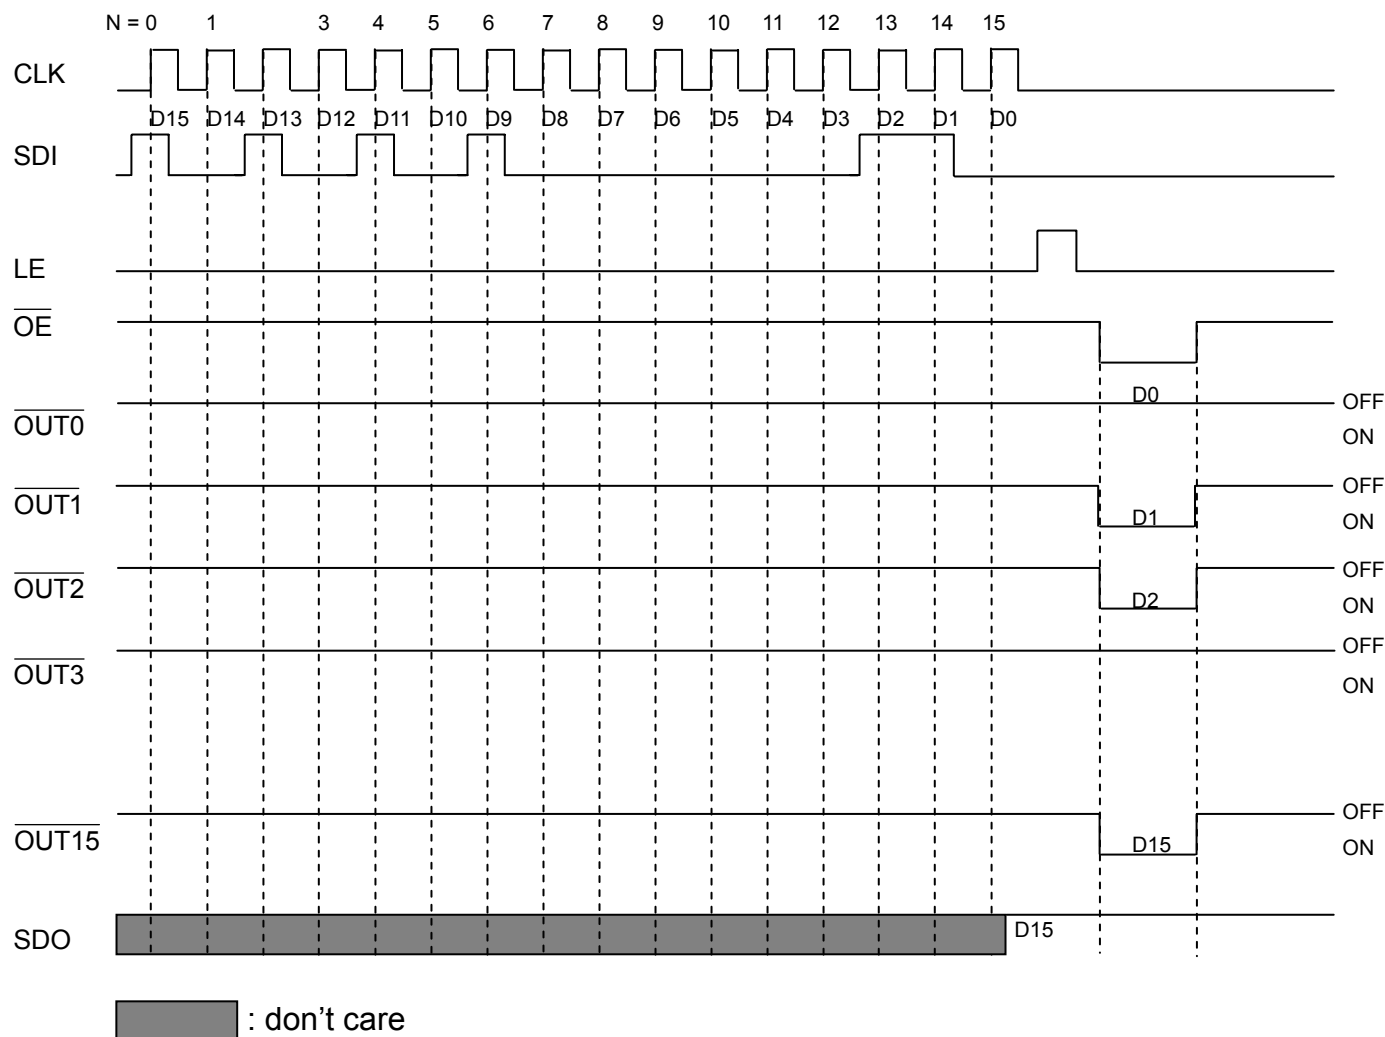 N = 0 1 3 4 5 6 7 8 9 10 11 12 13 14 15
CLK
D15 D14 D13 D12 D11 D10 D9 D8 D7 D6 D5 D4 D3 D2 D1 D0
SDI
LE
OE
D0
OFF
OUT0
ON
OFF
OUT1
D1
ON
OFF
OUT2
D2
ON
OFF
OUT3
ON
OFF
OUT15
D15
ON
SDO
D15
: don’t care